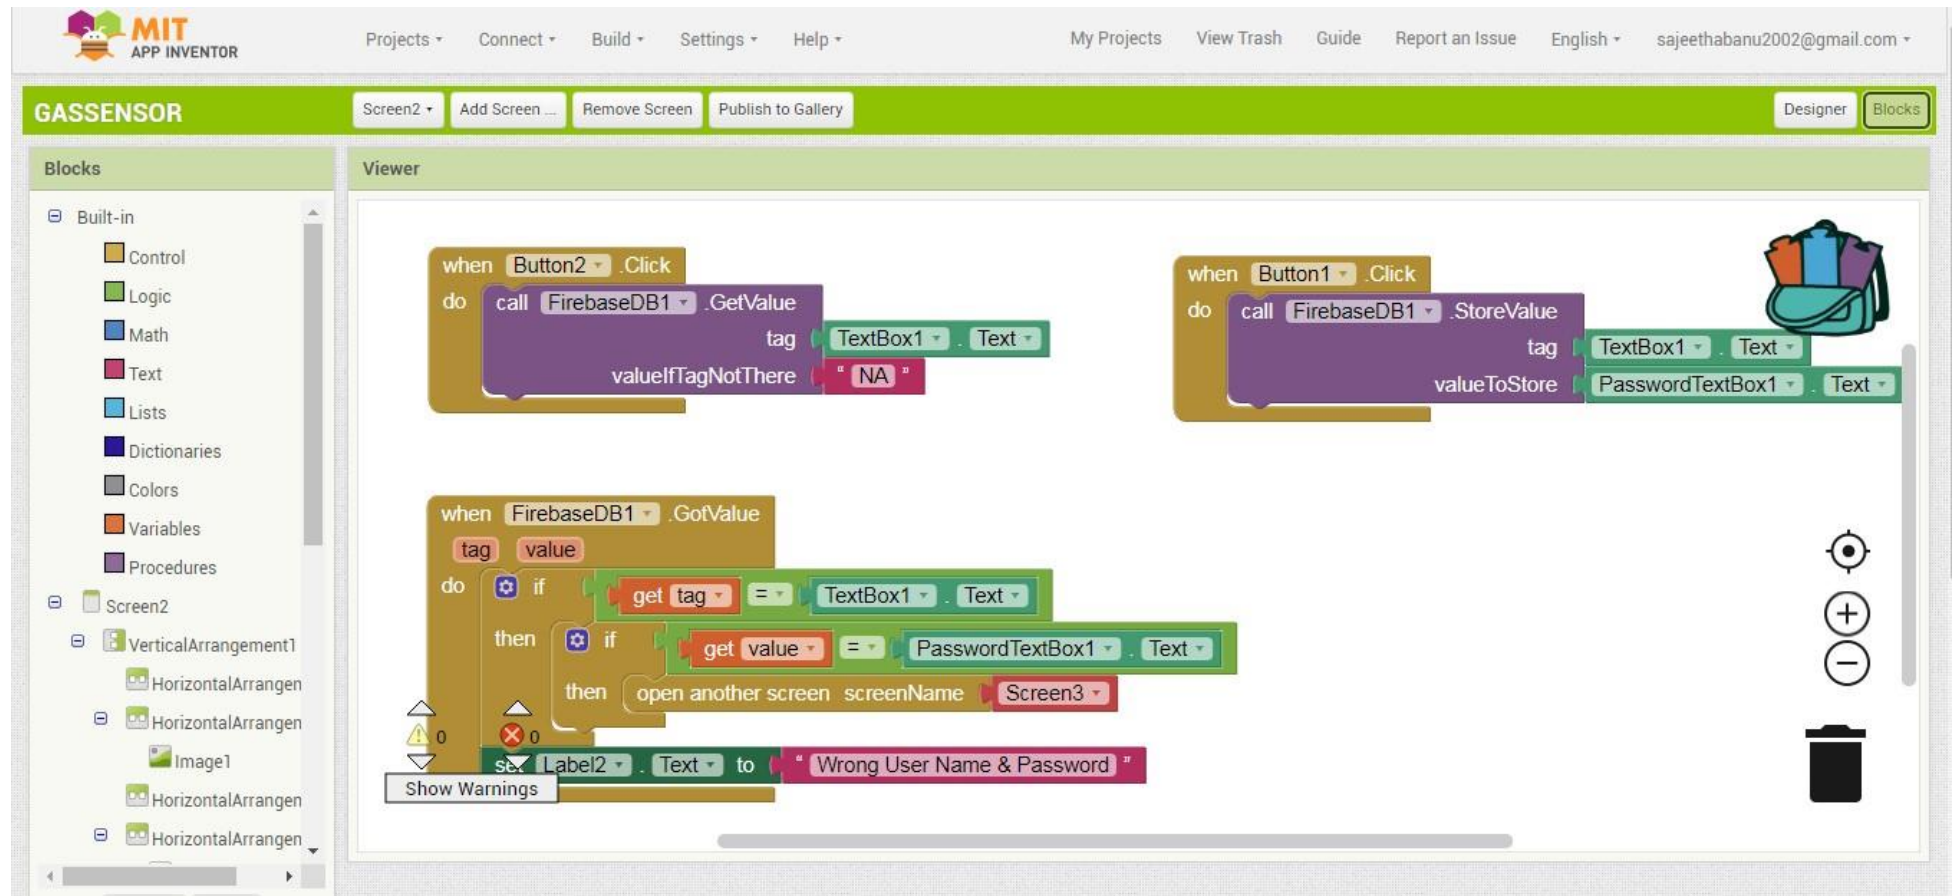 MIT
APP INVENTOR
Projects Connect Build Settings Help My Projects View Trash Guide Report an Issue English sajeethabanu2002@gmail.com
GASSENSOR Screen2 Add Screen ... Remove Screen Publish to Gallery Designer Blocks
Blocks
Viewer
Built-in
Control
Logic
Math
Text
Lists
Dictionaries
Colors
Variables
Procedures
Screen2
VerticalArrangement1
HorizontalArrangen
HorizontalArrangen
Image1
HorizontalArrangen
HorizontalArrangen
when Button2 .Click
do call FirebaseDB1 .GetValue
tag TextBox1 . Text
valueIfTagNotThere " NA "
when Button1 .Click
do call FirebaseDB1 .StoreValue
tag TextBox1 . Text
valueToStore PasswordTextBox1 . Text
when FirebaseDB1 .GotValue
tag value
do if get tag = TextBox1 . Text
then if get value = PasswordTextBox1 . Text
then open another screen screenName Screen3
0 0
set Label2 . Text to " Wrong User Name & Password "
Show Warnings